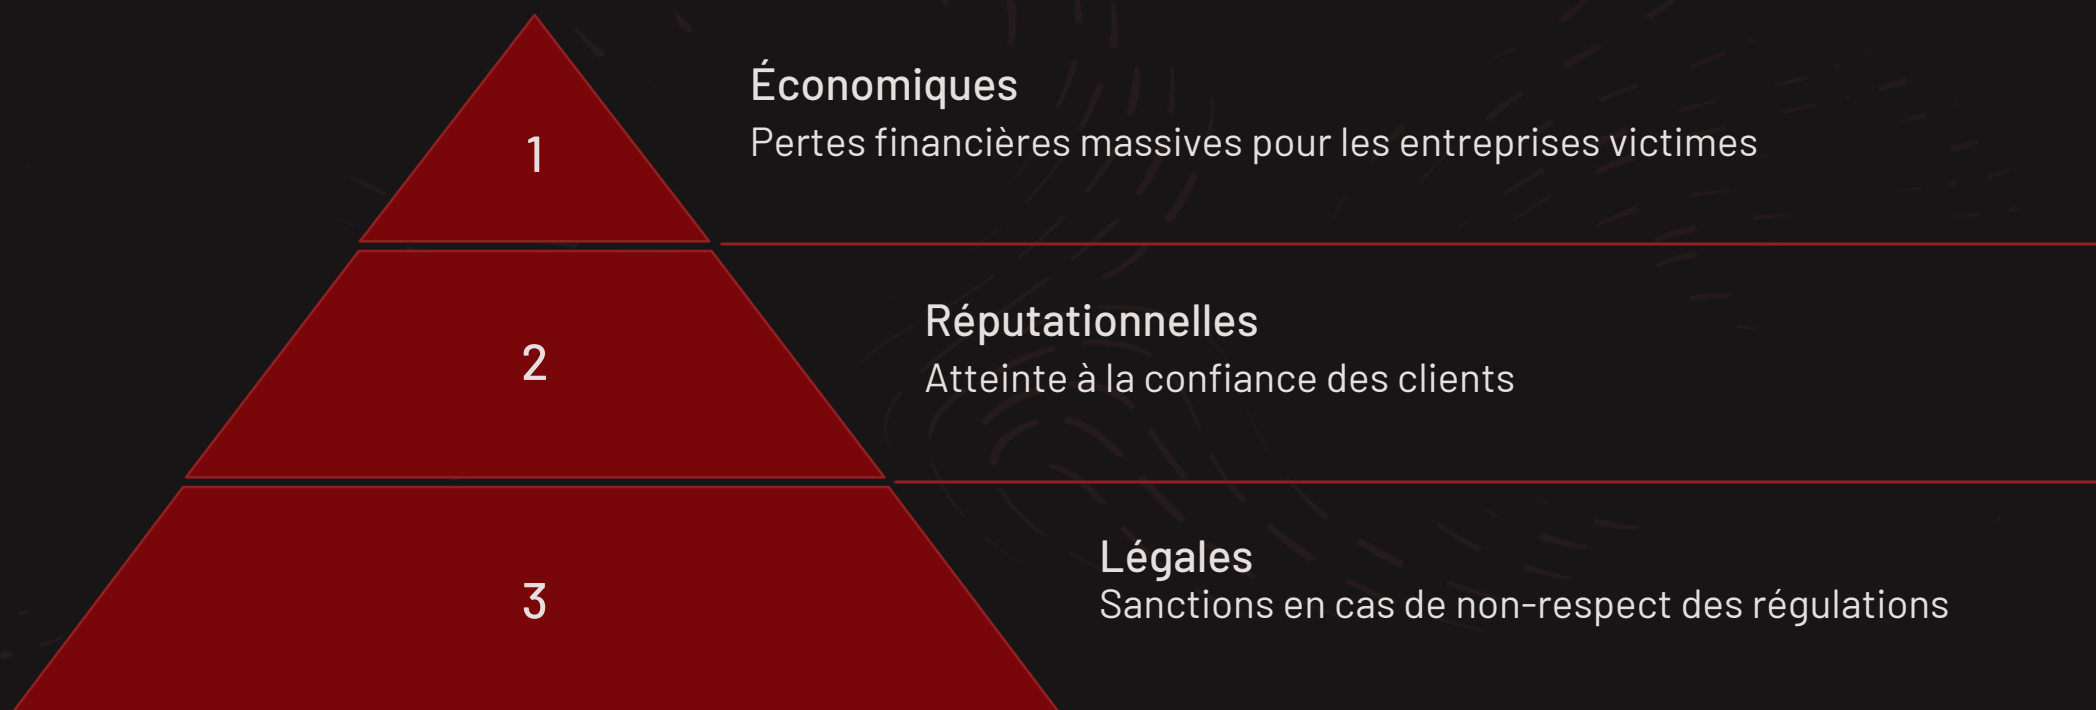 1
Économiques
Pertes financières massives pour les entreprises victimes
2
Réputationnelles
Atteinte à la confiance des clients
3
Légales
Sanctions en cas de non-respect des régulations